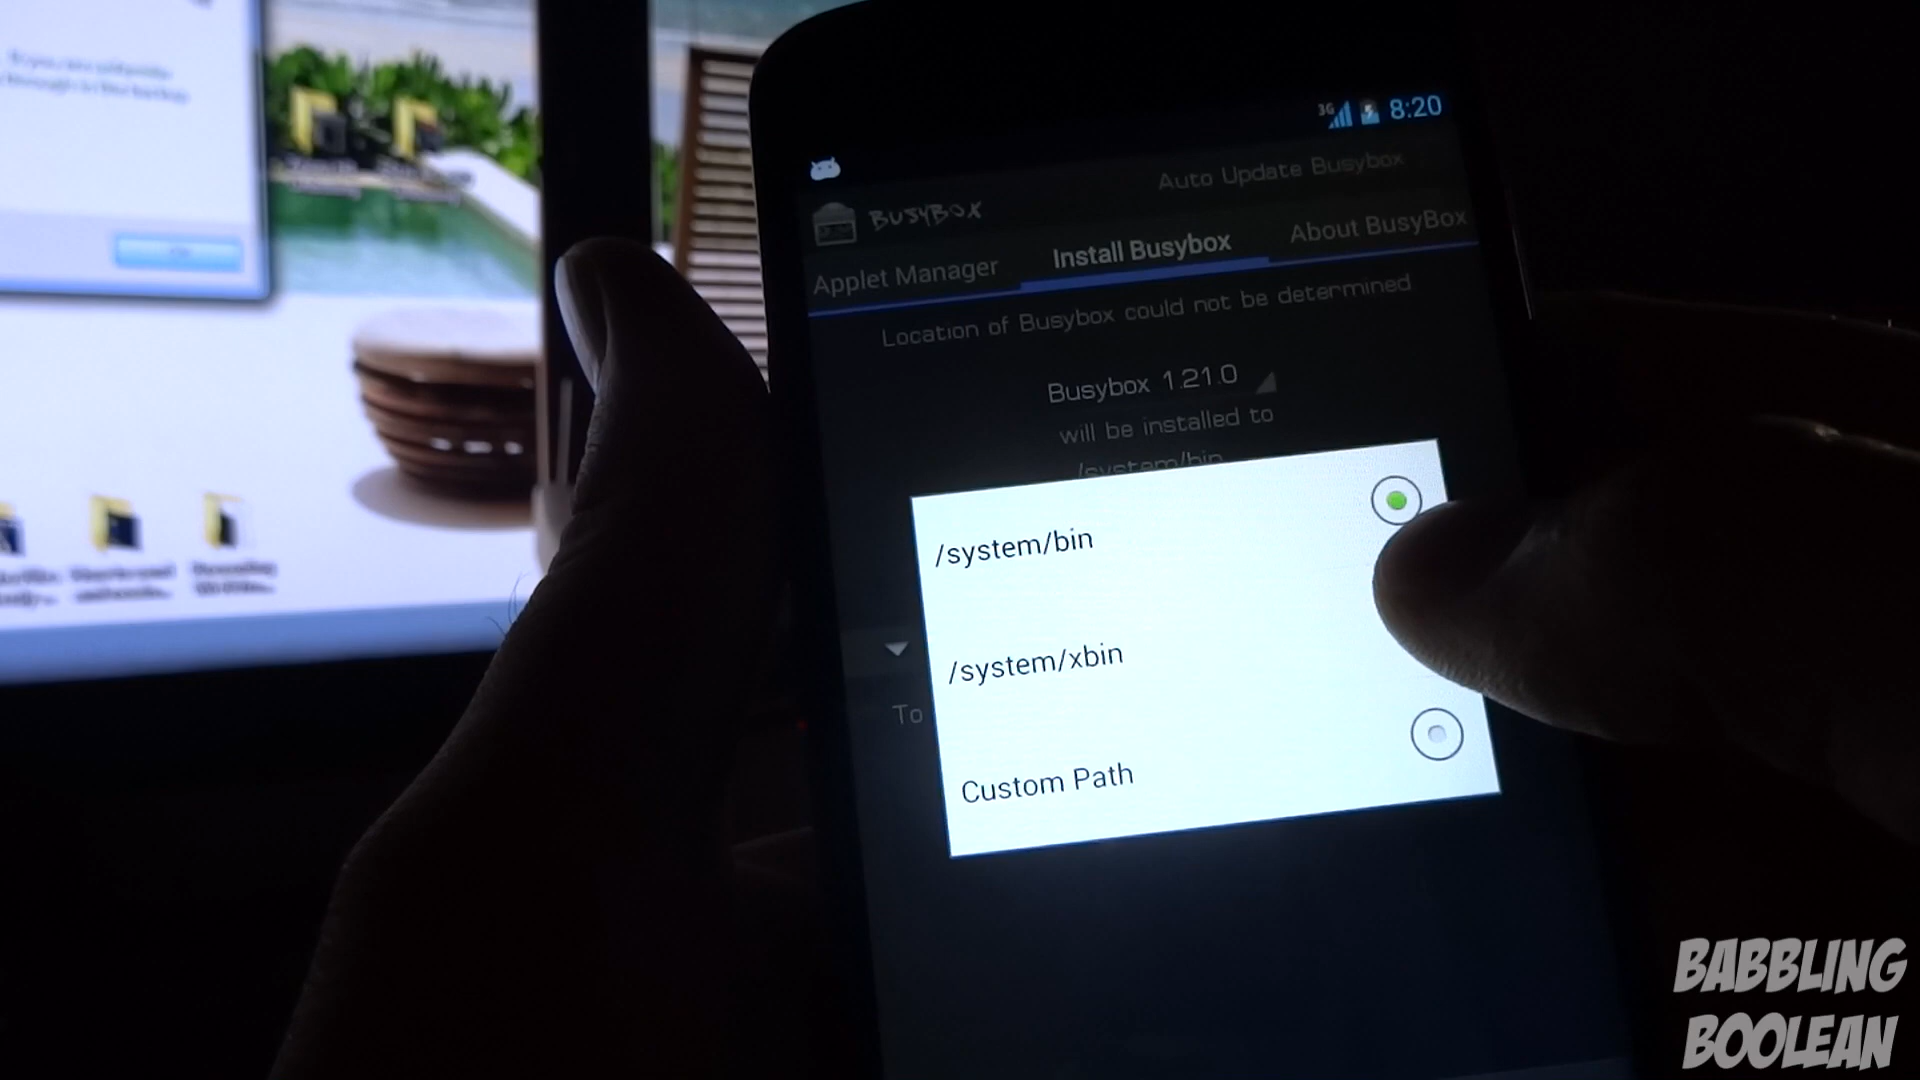 3G 8:20
Auto Update Busybox
BUSYBOX
Applet Manager Install Busybox About BusyBox
Location of Busybox could not be determined
Busybox 1.21.0
will be installed to
/system/bin
/system/bin
/system/xbin
To
Custom Path
BABBLING
BOOLEAN